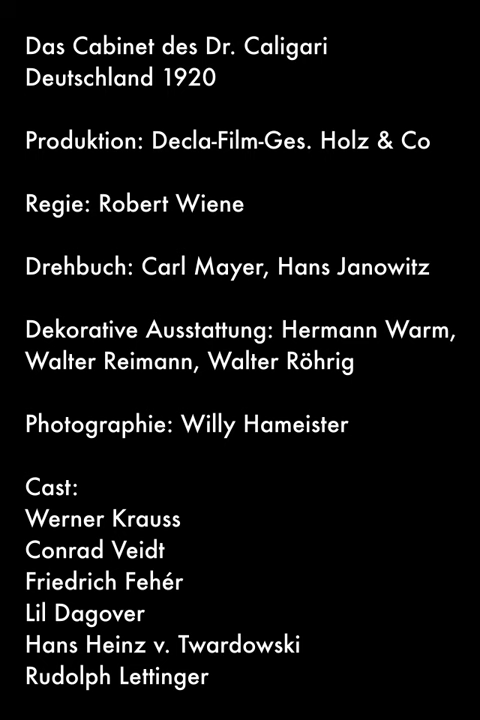 Das Cabinet des Dr. Caligari
Deutschland 1920
Produktion: Decla-Film-Ges. Holz & Co
Regie: Robert Wiene
Drehbuch: Carl Mayer, Hans Janowitz
Dekorative Ausstattung: Hermann Warm,
Walter Reimann, Walter Röhrig
Photographie: Willy Hameister
Cast:
Werner Krauss
Conrad Veidt
Friedrich Fehér
Lil Dagover
Hans Heinz v. Twardowski
Rudolph Lettinger